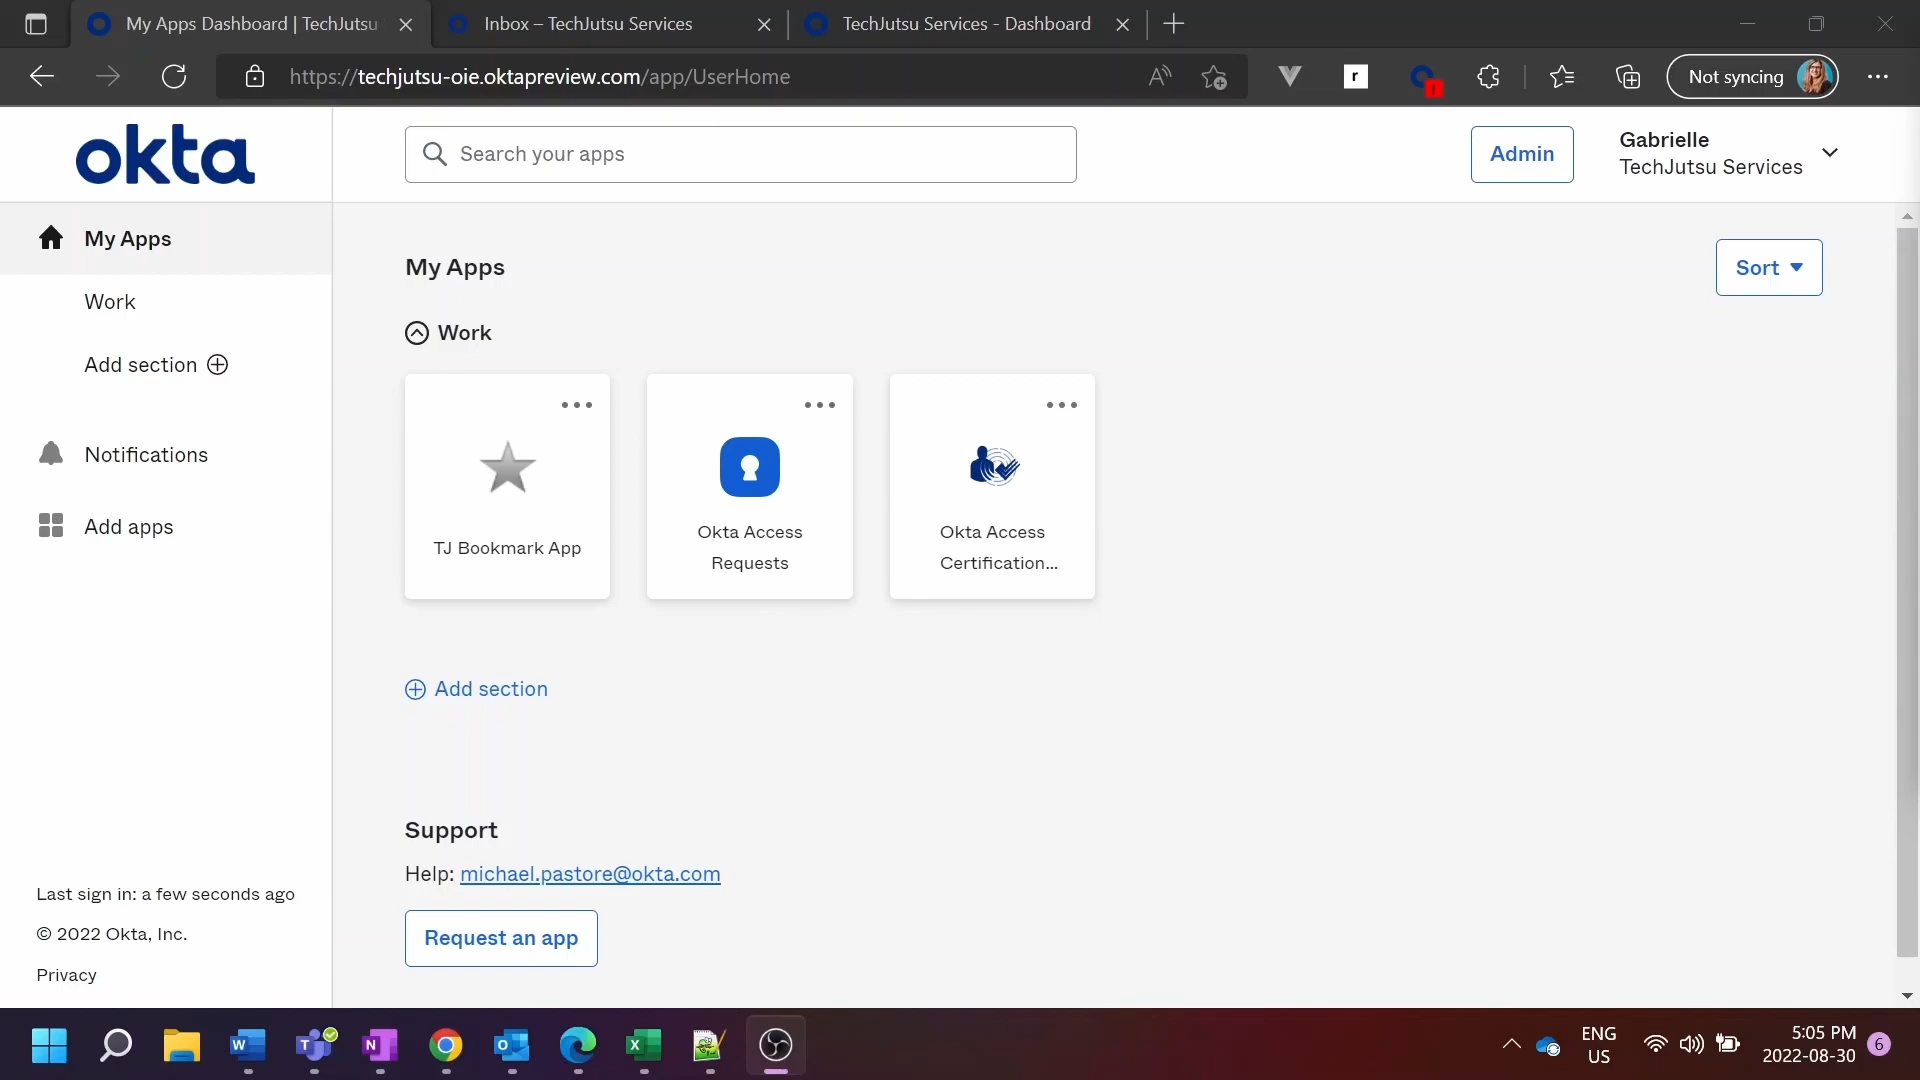 My Apps Dashboard | TechJutsu
Inbox – TechJutsu Services
TechJutsu Services - Dashboard
https://techjutsu-oie.oktapreview.com/app/UserHome
Not syncing
okta
Search your apps
Admin
Gabrielle
TechJutsu Services
My Apps
Work
Add section
Notifications
Add apps
My Apps
Sort
Work
TJ Bookmark App
Okta Access
Requests
Okta Access
Certification...
Add section
Support
Help: michael.pastore@okta.com
Request an app
Last sign in: a few seconds ago
© 2022 Okta, Inc.
Privacy
ENG
US
5:05 PM
2022-08-30
6